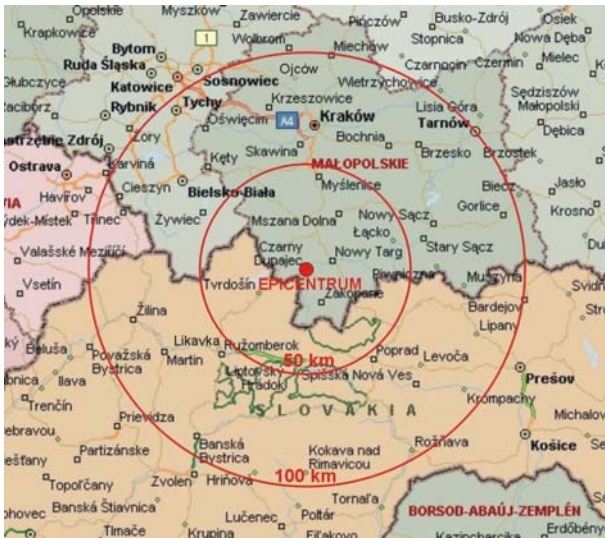 Opolskie
Myszków
Zawiercie
Pińczów
Busko-Zdrój
Osiek
Krapkowice
Wolbrom
Miechów
Stopnica
Nowa Dęba
Bytom
1
Ojców
Czarnocin
Czermin
Mielec
Ruda Śląska
Sosnowiec
Wietrzychowice
Głubczyce
Katowice
Sędziszów
Małopolski
Rybnik
Tychy
Krzeszowice
Lisia Góra
Oświęcim
A4
Kraków
Tarnów
Dębica
Żory
Bochnia
Skawina
Brzesko
Brzostek
Ostrava
Karviná
Kęty
MAŁOPOLSKIE
Cieszyn
Bielsko-Biała
Myślenice
Biecz
Jasło
Havířov
Nowy Sącz
Gorlice
Krosno
Třinec
Żywiec
Mszana Dolna
Łącko
Valašské Meziříčí
Czarny
Dunajec
Nowy Targ
Stary Sącz
Vsetín
Tvrdošín
EPICENTRUM
Piwniczna
Muszyna
Zakopane
Bardejov
Žilina
Lipany
Likavka
Ružomberok
Beluša
Považská
Bystrica
Martin
50 km
Poprad
Levoča
Ilava
Liptovský
Hrádok
Spišská Nová Ves
Prešov
Trenčín
Krompachy
Prievidza
SLOVAKIA
Michalov
Partizánske
Banská
Bystrica
Kokava nad
Rimavicou
Rožňava
Košice
Topoľčany
Zvolen
Hriňová
100 km
Banská Štiavnica
Tornaľa
Lučenec
Poltár
BORSOD-ABAÚJ-ZEMPLÉN
Tlmače
Krupina
Fiľakovo
Kazincbarcika
Erdőbénye